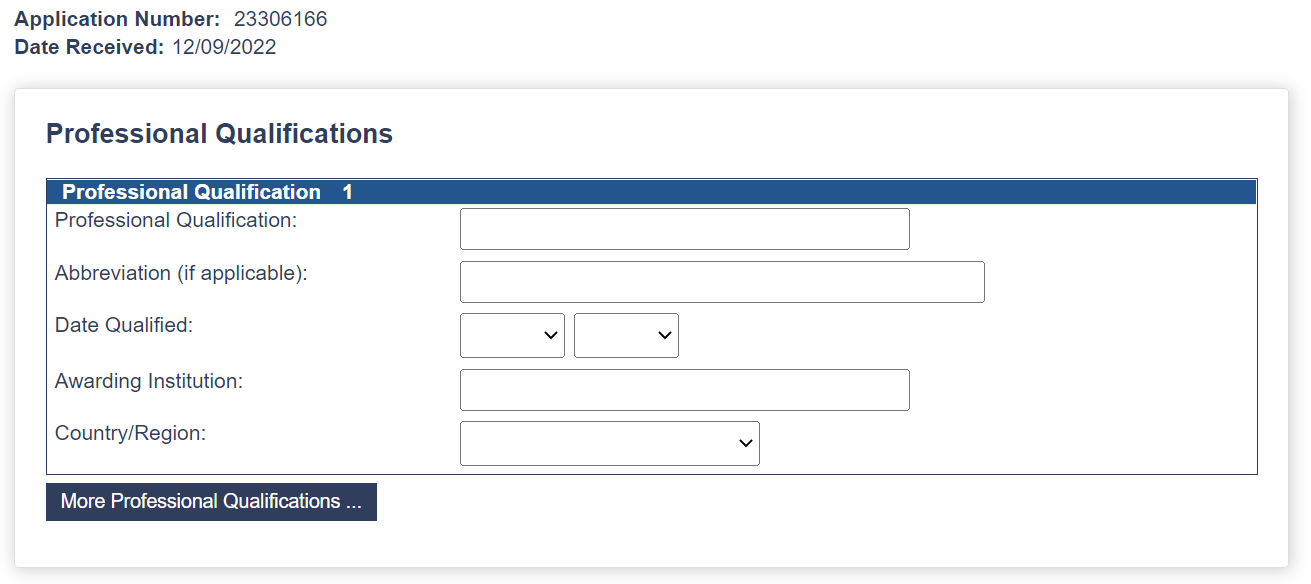 Application Number: 23306166
Date Received: 12/09/2022
Professional Qualifications
Professional Qualification 1
Professional Qualification:
Abbreviation (if applicable):
Date Qualified:
Awarding Institution:
Country/Region:
More Professional Qualifications ...